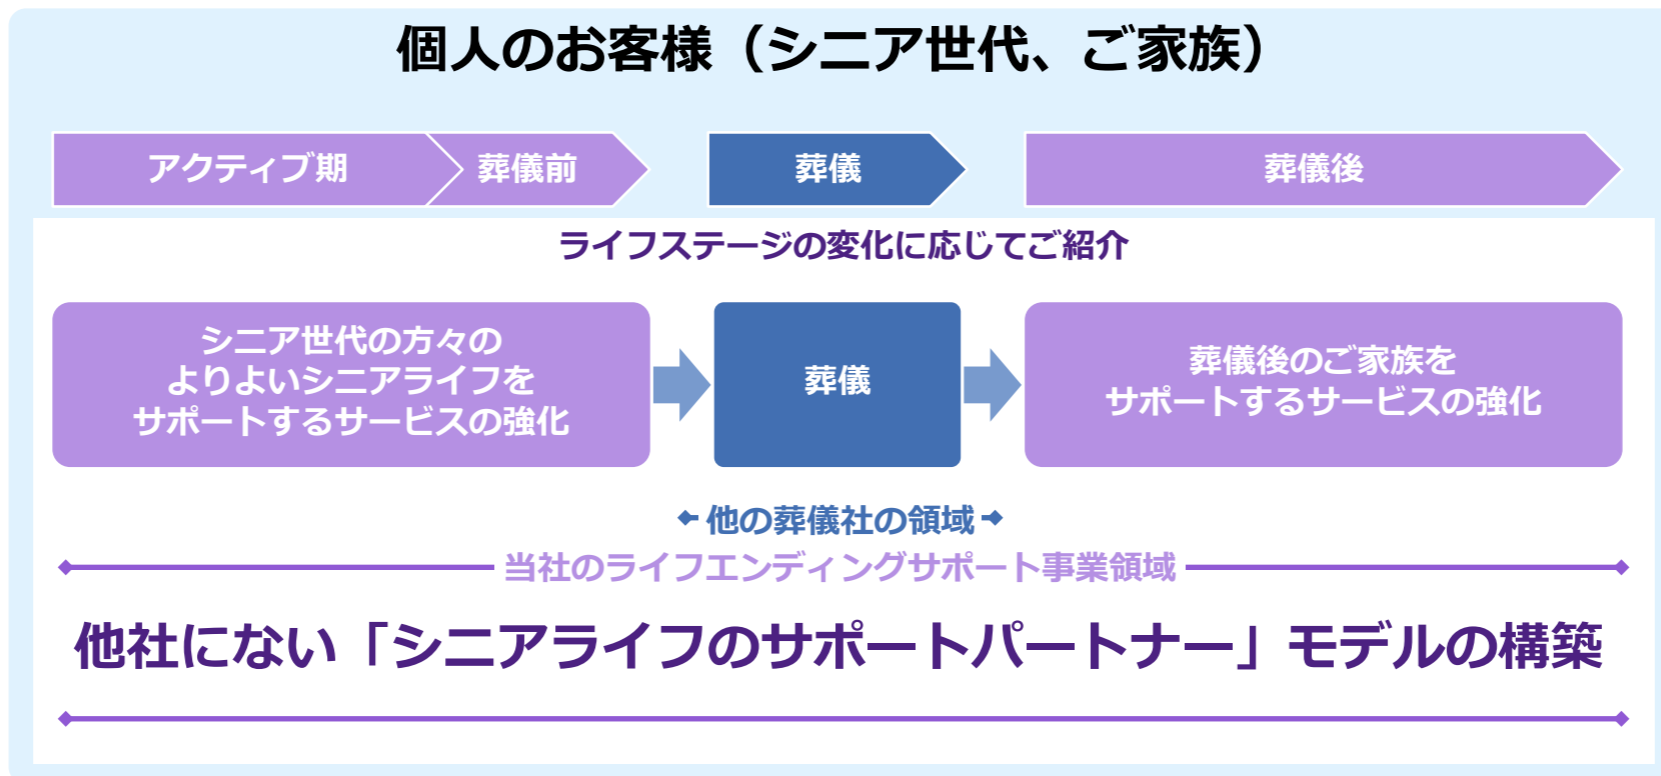 個人のお客様（シニア世代、ご家族）
アクティブ期
葬儀前
葬儀
葬儀後
ライフステージの変化に応じてご紹介
シニア世代の方々の
よりよいシニアライフを
サポートするサービスの強化
葬儀
葬儀後のご家族を
サポートするサービスの強化
他の葬儀社の領域
当社のライフエンディングサポート事業領域
他社にない「シニアライフのサポートパートナー」モデルの構築